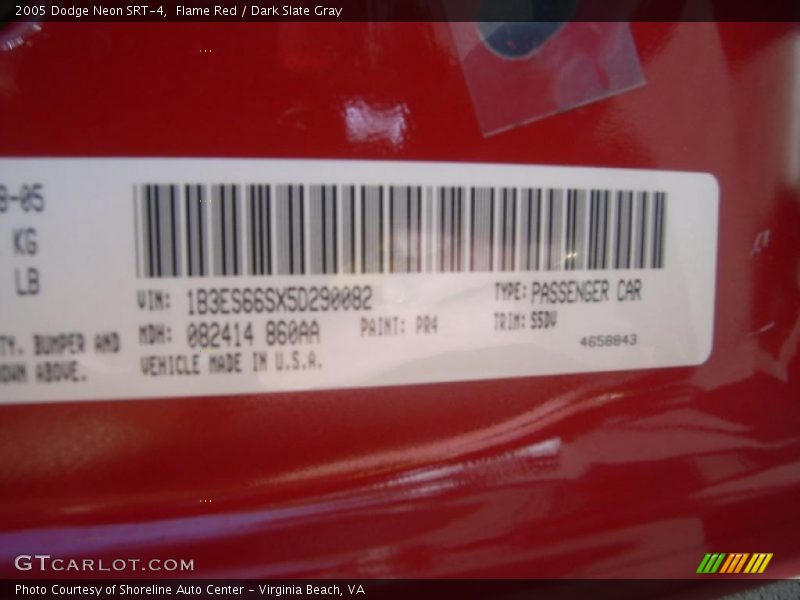 2005 Dodge Neon SRT-4, Flame Red / Dark Slate Gray
-05
KG
LB
VIN: 1B3ES66SX5D290082
TYPE: PASSENGER CAR
TY, BUMPER AND
MDH: 082414 860AA
PAINT: PR4
TRIM: S5DV
OWN ABOVE.
VEHICLE MADE IN U.S.A.
4658843
GTCARLOT.COM
Photo Courtesy of Shoreline Auto Center - Virginia Beach, VA